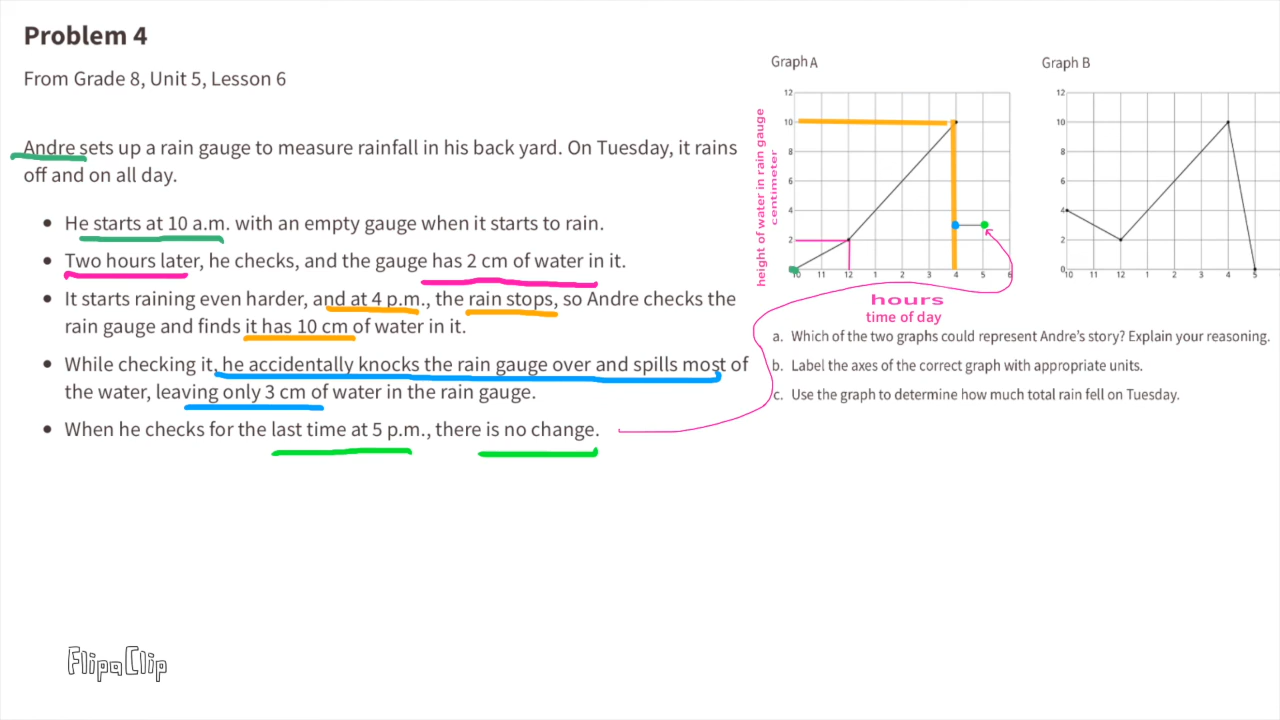 Problem 4
From Grade 8, Unit 5, Lesson 6
Andre sets up a rain gauge to measure rainfall in his back yard. On Tuesday, it rains
off and on all day.
• He starts at 10 a.m. with an empty gauge when it starts to rain.
• Two hours later, he checks, and the gauge has 2 cm of water in it.
• It starts raining even harder, and at 4 p.m., the rain stops, so Andre checks the
rain gauge and finds it has 10 cm of water in it.
• While checking it, he accidentally knocks the rain gauge over and spills most of
the water, leaving only 3 cm of water in the rain gauge.
• When he checks for the last time at 5 p.m., there is no change.
Graph A
height of water in rain gauge
centimeter
12
10
8
6
4
2
0
10 11 12 1 2 3 4 5 6
hours
time of day
Graph B
12
10
8
6
4
2
0
10 11 12 1 2 3 4 5
a. Which of the two graphs could represent Andre's story? Explain your reasoning.
b. Label the axes of the correct graph with appropriate units.
c. Use the graph to determine how much total rain fell on Tuesday.
FlipaClip